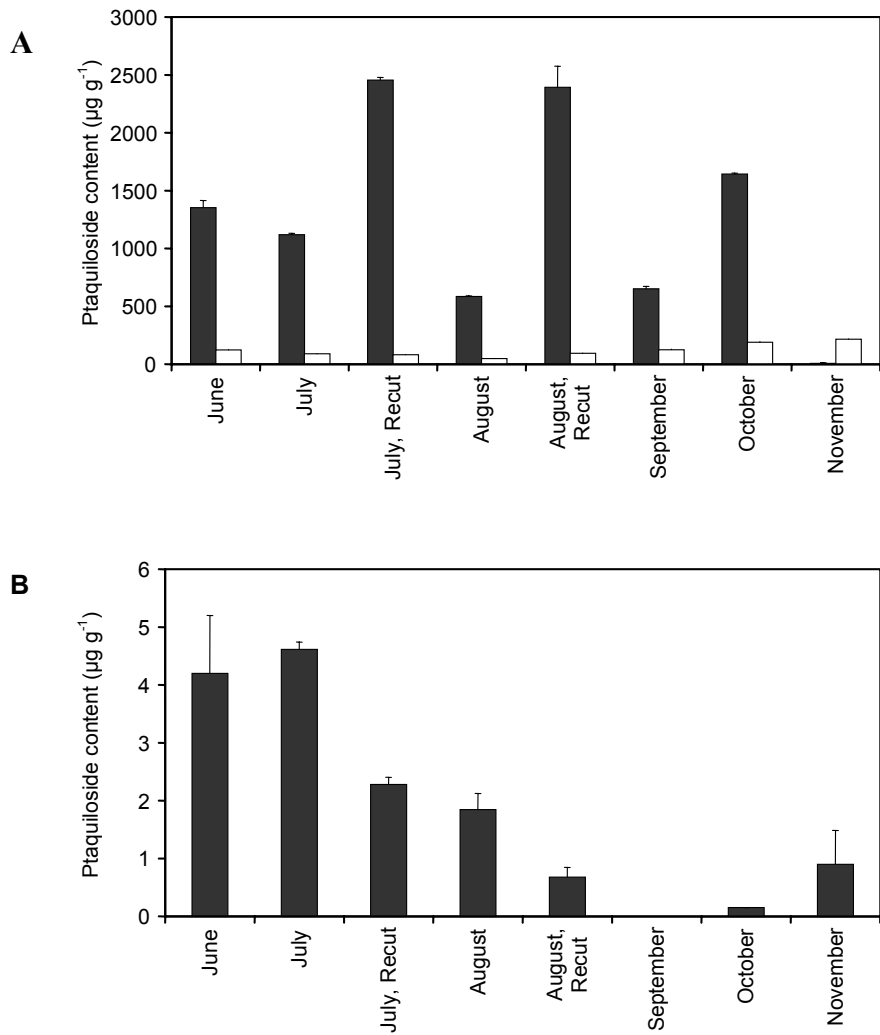 A
Ptaquiloside content (µg g⁻¹)
3000
2500
2000
1500
1000
500
0
June
July
July, Recut
August
August,
Recut
September
October
November
B
Ptaquiloside content (µg g⁻¹)
6
5
4
3
2
1
0
June
July
July, Recut
August
August,
Recut
September
October
November